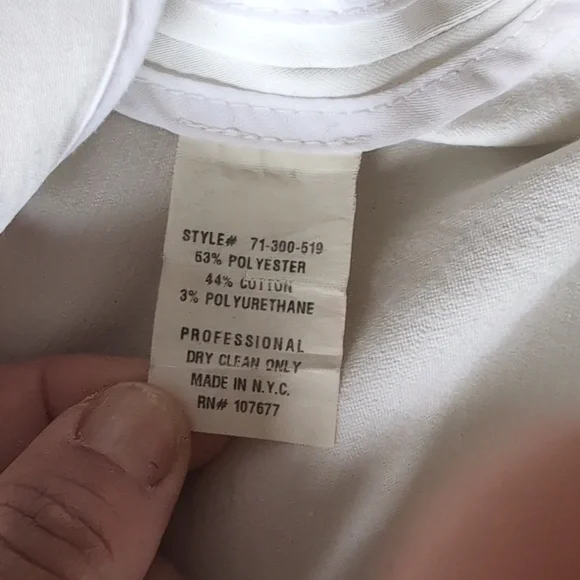 STYLE# 71-300-519
53% POLYESTER
44% COTTON
3% POLYURETHANE
PROFESSIONAL
DRY CLEAN ONLY
MADE IN N.Y.C.
RN# 107677